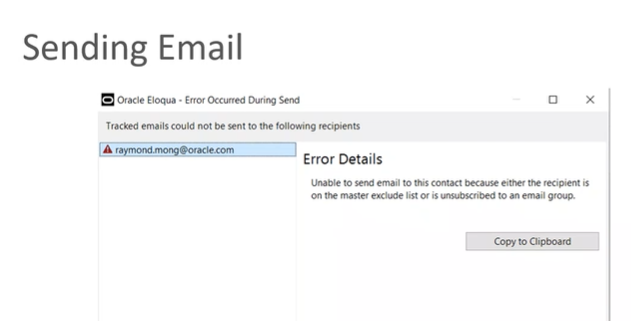 Sending Email
Oracle Eloqua - Error Occurred During Send
Tracked emails could not be sent to the following recipients
raymond.mong@oracle.com
Error Details
Unable to send email to this contact because either the recipient is
on the master exclude list or is unsubscribed to an email group.
Copy to Clipboard